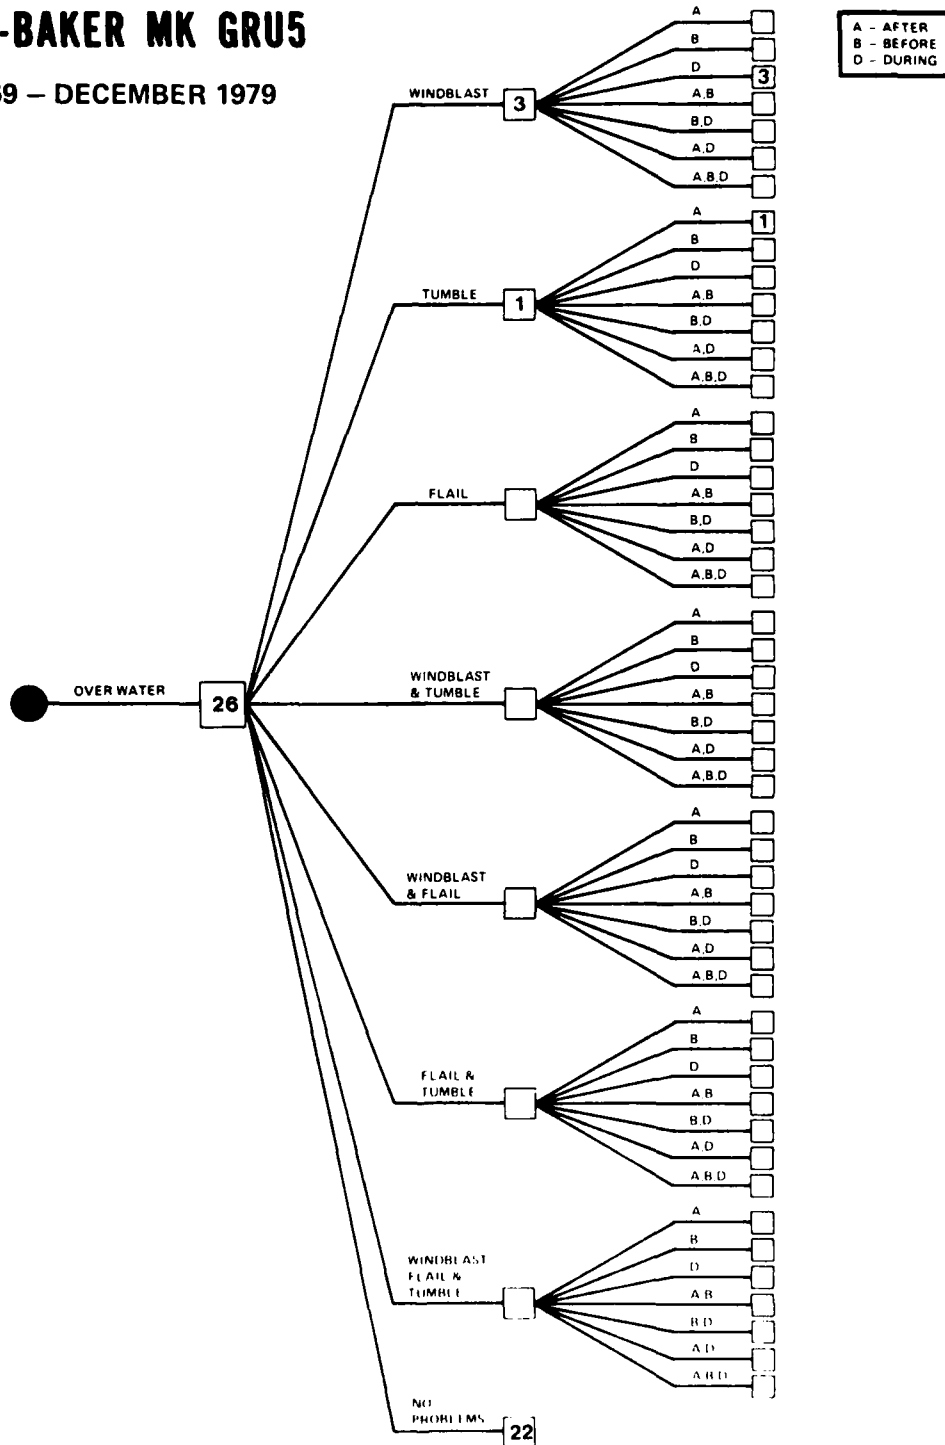 -BAKER MK GRU5
69 – DECEMBER 1979
A - AFTER
B - BEFORE
D - DURING
WINDBLAST
3
A
B
D
3
A,B
B,D
A,D
A,B,D
TUMBLE
1
A
1
B
D
A,B
B,D
A,D
A,B,D
FLAIL
A
B
D
A,B
B,D
A,D
A,B,D
OVER WATER
26
WINDBLAST
& TUMBLE
A
B
D
A,B
B,D
A,D
A,B,D
WINDBLAST
& FLAIL
A
B
D
A,B
B,D
A,D
A,B,D
FLAIL &
TUMBLE
A
B
D
A,B
B,D
A,D
A,B,D
WINDBLAST
FLAIL &
TUMBLE
A
B
D
A,B
B,D
A,D
A,B,D
NO
PROBLEMS
22